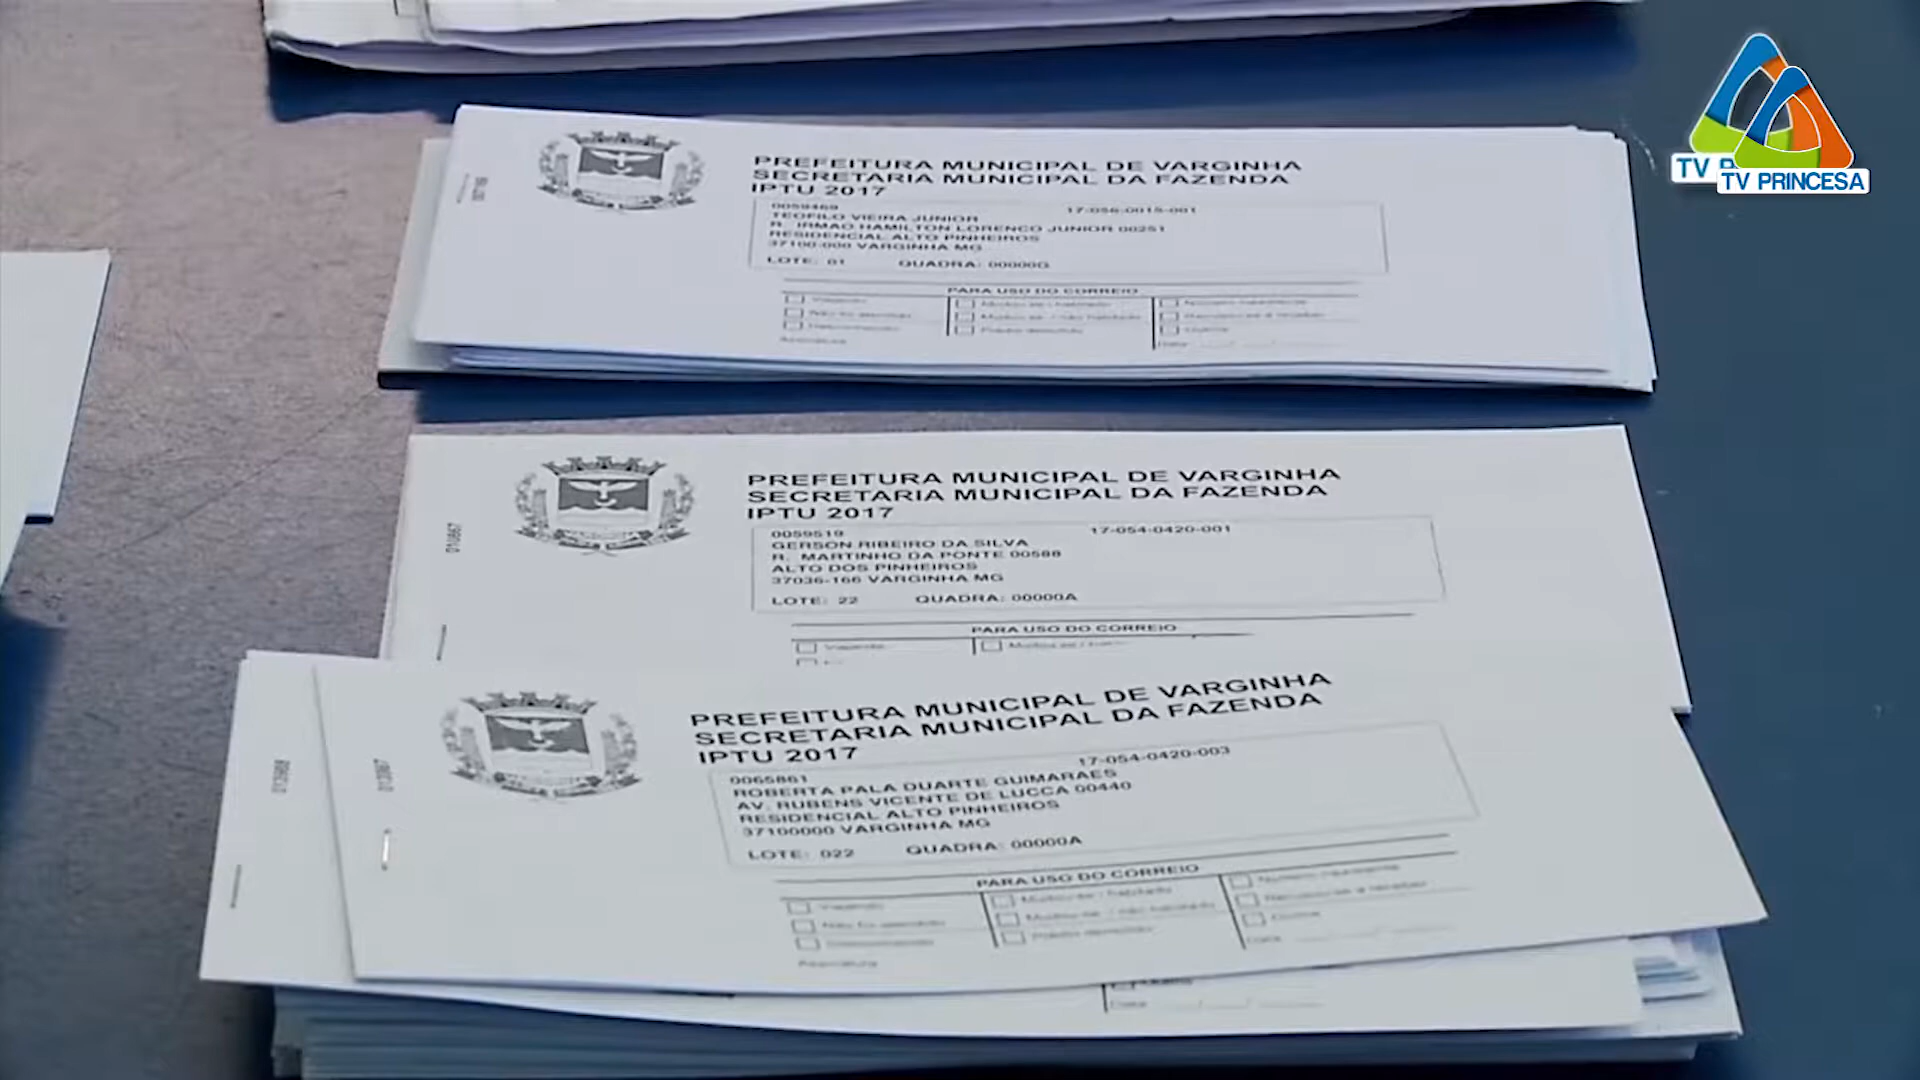 TV P
TV PRINCESA
PREFEITURA MUNICIPAL DE VARGINHA
SECRETARIA MUNICIPAL DA FAZENDA
IPTU 2017
0059469 17-056-0015-001
TEOFILO VIEIRA JUNIOR
R. IRMAO HAMILTON LORENCO JUNIOR 00251
RESIDENCIAL ALTO PINHEIROS
37100-000 VARGINHA MG
LOTE: 01 QUADRA: 00000G
PARA USO DO CORREIO
PREFEITURA MUNICIPAL DE VARGINHA
SECRETARIA MUNICIPAL DA FAZENDA
IPTU 2017
0059519 17-054-0420-001
GERSON RIBEIRO DA SILVA
R. MARTINHO DA PONTE 00588
ALTO DOS PINHEIROS
37036-166 VARGINHA MG
LOTE: 22 QUADRA: 00000A
PARA USO DO CORREIO
PREFEITURA MUNICIPAL DE VARGINHA
SECRETARIA MUNICIPAL DA FAZENDA
IPTU 2017
0065861 17-054-0420-003
ROBERTA PALA DUARTE GUIMARAES
AV. RUBENS VICENTE DE LUCCA 00440
RESIDENCIAL ALTO PINHEIROS
37100000 VARGINHA MG
LOTE: 022 QUADRA: 00000A
PARA USO DO CORREIO